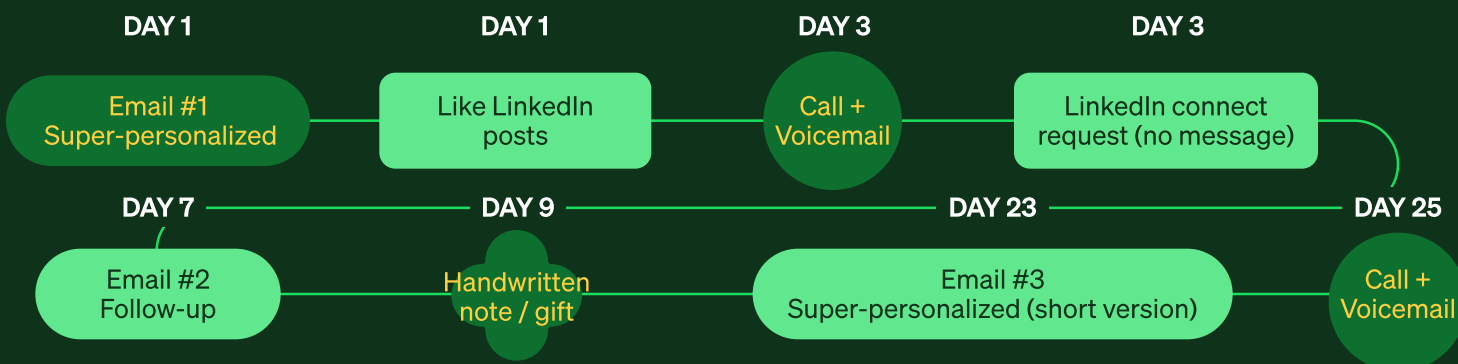 DAY 1
DAY 1
DAY 3
DAY 3
Email #1
Super-personalized
Like LinkedIn
posts
Call +
Voicemail
LinkedIn connect
request (no message)
DAY 7
DAY 9
DAY 23
DAY 25
Email #2
Follow-up
Handwritten
note / gift
Email #3
Super-personalized (short version)
Call +
Voicemail